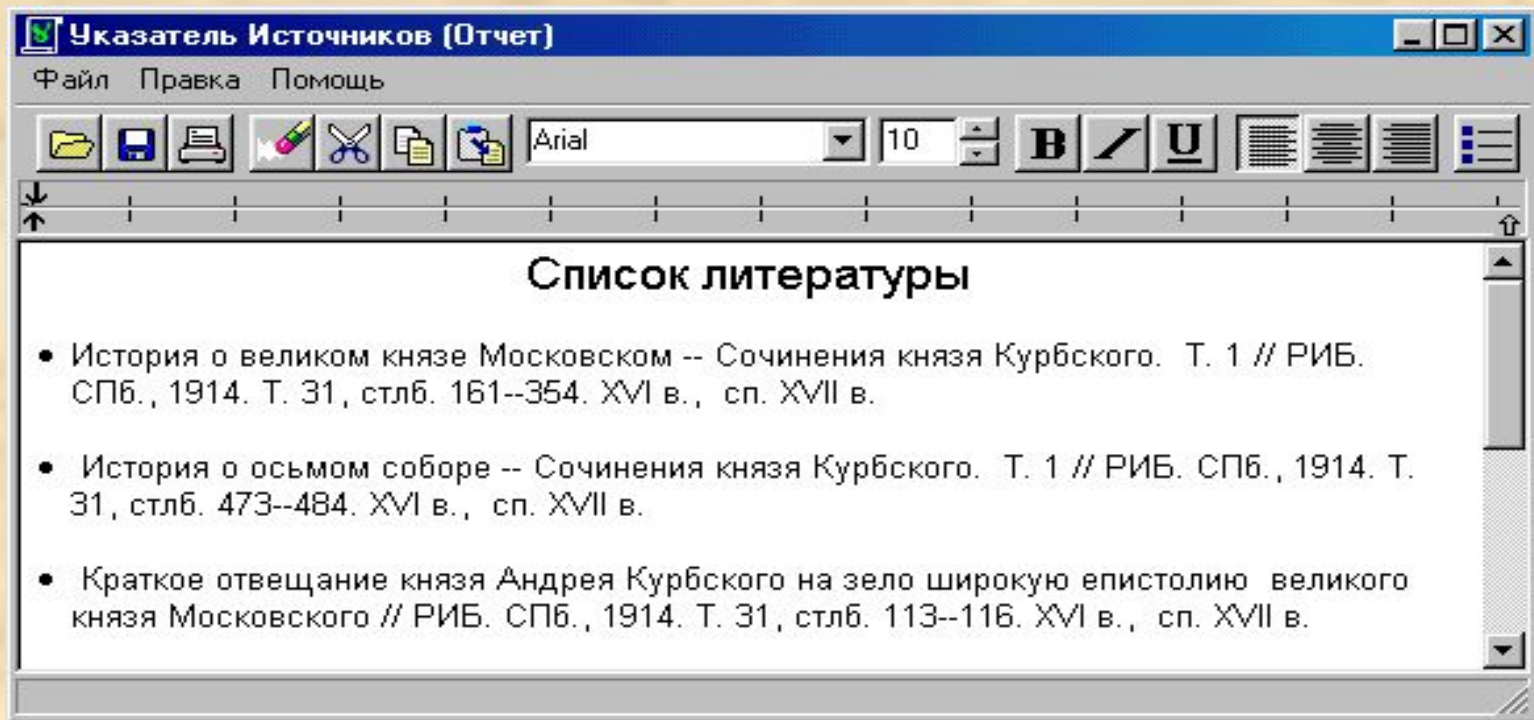 Указатель Источников (Отчет)
Файл Правка Помощь
Arial 10 B I U
Список литературы
• История о великом князе Московском -- Сочинения князя Курбского. Т. 1 // РИБ.
СПб., 1914. Т. 31, стлб. 161--354. XVI в., сп. XVII в.
• История о осьмом соборе -- Сочинения князя Курбского. Т. 1 // РИБ. СПб., 1914. Т.
31, стлб. 473--484. XVI в., сп. XVII в.
• Краткое отвещание князя Андрея Курбского на зело широкую епистолию великого
князя Московского // РИБ. СПб., 1914. Т. 31, стлб. 113--116. XVI в., сп. XVII в.